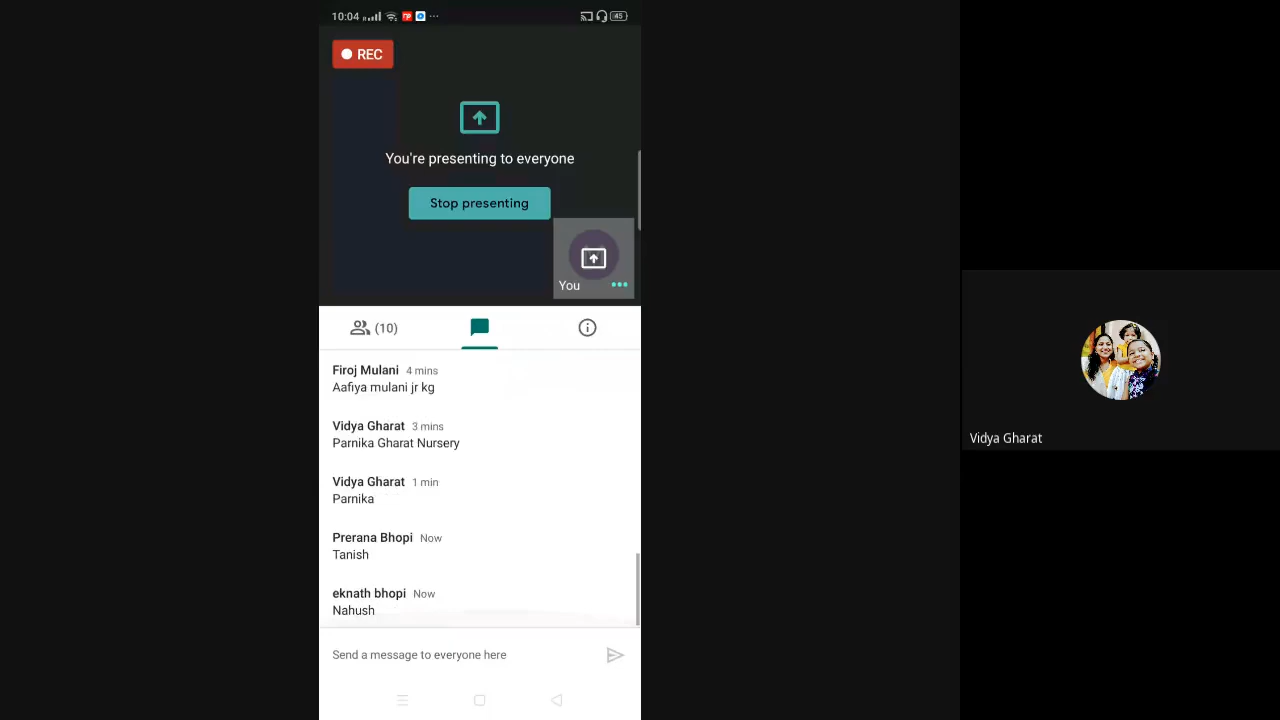 10:04
45
REC
You're presenting to everyone
Stop presenting
You
(10)
Firoj Mulani 4 mins
Aafiya mulani jr kg
Vidya Gharat 3 mins
Parnika Gharat Nursery
Vidya Gharat 1 min
Parnika
Prerana Bhopi Now
Tanish
eknath bhopi Now
Nahush
Send a message to everyone here
Vidya Gharat